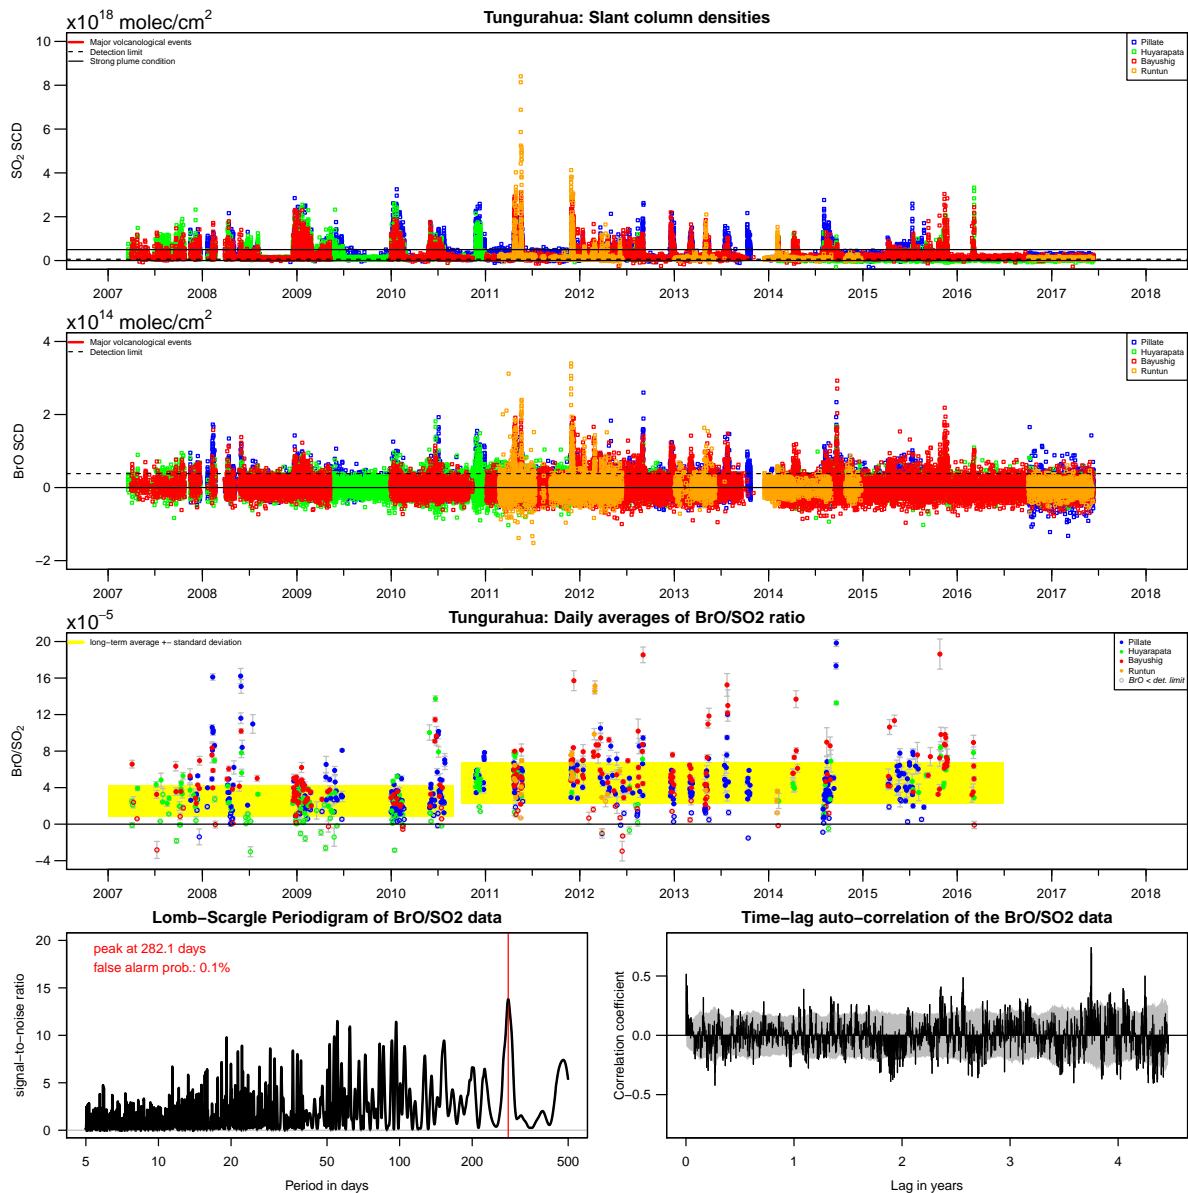 x10^18 molec/cm^2
Tungurahua: Slant column densities
Major volcanological events
Detection limit
Strong plume condition
Pillate
Huyarapata
Bayushig
Runtun
SO2 SCD
10
8
6
4
2
0
2007 2008 2009 2010 2011 2012 2013 2014 2015 2016 2017 2018
x10^14 molec/cm^2
Major volcanological events
Detection limit
Pillate
Huyarapata
Bayushig
Runtun
BrO SCD
4
2
0
−2
2007 2008 2009 2010 2011 2012 2013 2014 2015 2016 2017 2018
x10^−5
Tungurahua: Daily averages of BrO/SO2 ratio
long−term average +− standard deviation
Pillate
Huyarapata
Bayushig
Runtun
BrO < det. limit
BrO/SO2
20
16
12
8
4
0
−4
2007 2008 2009 2010 2011 2012 2013 2014 2015 2016 2017 2018
Lomb−Scargle Periodigram of BrO/SO2 data
peak at 282.1 days
false alarm prob.: 0.1%
signal−to−noise ratio
20
15
10
5
0
5 10 20 50 100 200 500
Period in days
Time−lag auto−correlation of the BrO/SO2 data
Correlation coefficient
0.5
0.0
−0.5
0 1 2 3 4
Lag in years